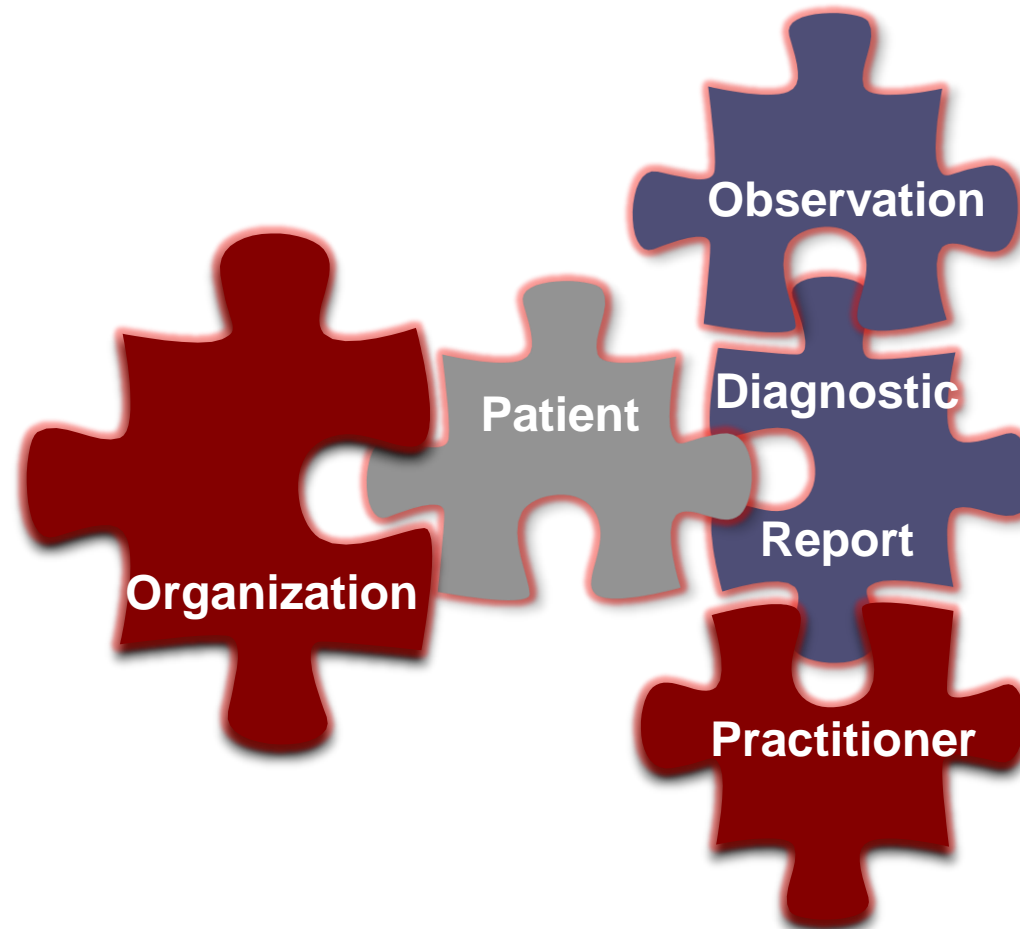 Observation
Diagnostic
Patient
Report
Organization
Practitioner